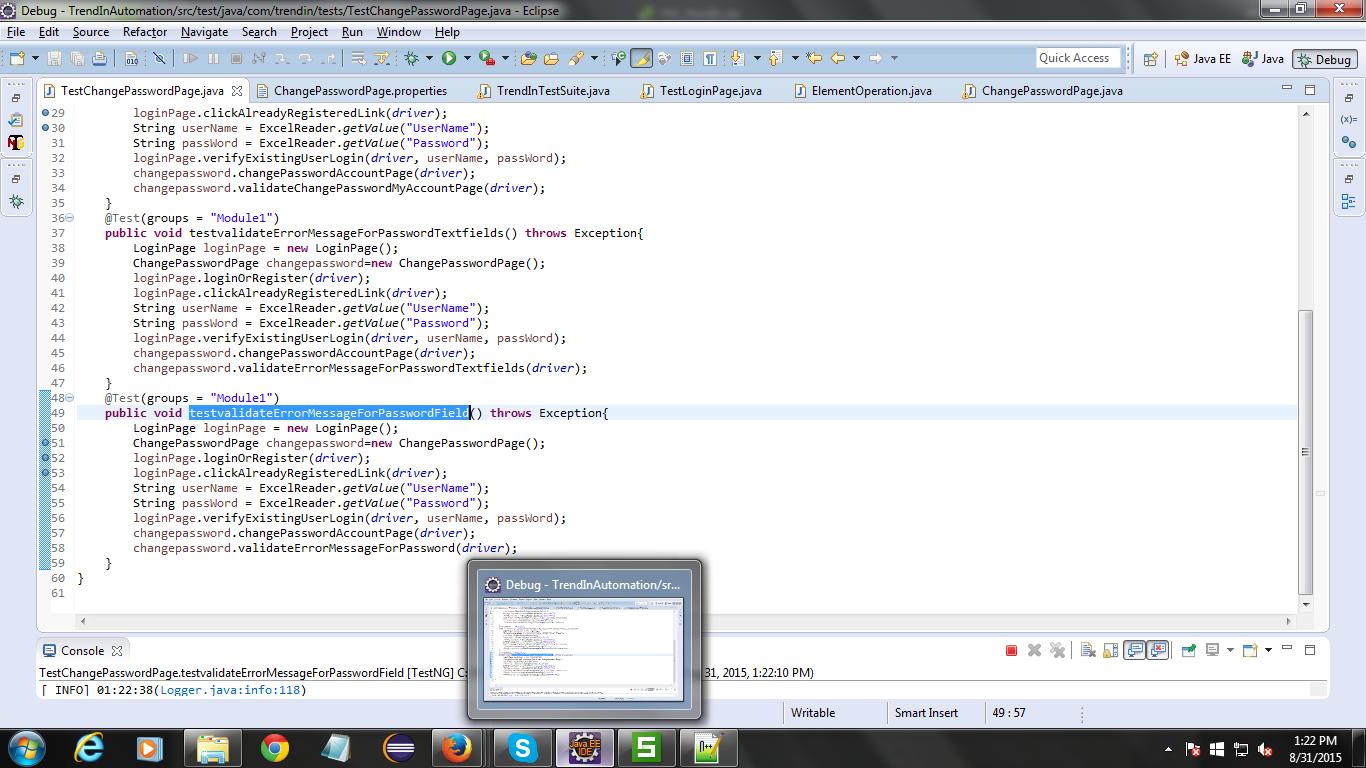 Debug - TrendInAutomation/src/test/java/com/trendin/tests/TestChangePasswordPage.java - Eclipse
File Edit Source Refactor Navigate Search Project Run Window Help
Quick Access Java EE Java Debug
TestChangePasswordPage.java ChangePasswordPage.properties TrendInTestSuite.java TestLoginPage.java ElementOperation.java ChangePasswordPage.java
29 loginPage.clickAlreadyRegisteredLink(driver);
30 String userName = ExcelReader.getValue("UserName");
31 String passWord = ExcelReader.getValue("Password");
32 loginPage.verifyExistingUserLogin(driver, userName, passWord);
33 changepassword.changePasswordAccountPage(driver);
34 changepassword.validateChangePasswordMyAccountPage(driver);
35 }
36 @Test(groups = "Module1")
37 public void testvalidateErrorMessageForPasswordTextfields() throws Exception{
38 LoginPage loginPage = new LoginPage();
39 ChangePasswordPage changepassword=new ChangePasswordPage();
40 loginPage.loginOrRegister(driver);
41 loginPage.clickAlreadyRegisteredLink(driver);
42 String userName = ExcelReader.getValue("UserName");
43 String passWord = ExcelReader.getValue("Password");
44 loginPage.verifyExistingUserLogin(driver, userName, passWord);
45 changepassword.changePasswordAccountPage(driver);
46 changepassword.validateErrorMessageForPasswordTextfields(driver);
47 }
48 @Test(groups = "Module1")
49 public void testvalidateErrorMessageForPasswordField() throws Exception{
50 LoginPage loginPage = new LoginPage();
51 ChangePasswordPage changepassword=new ChangePasswordPage();
52 loginPage.loginOrRegister(driver);
53 loginPage.clickAlreadyRegisteredLink(driver);
54 String userName = ExcelReader.getValue("UserName");
55 String passWord = ExcelReader.getValue("Password");
56 loginPage.verifyExistingUserLogin(driver, userName, passWord);
57 changepassword.changePasswordAccountPage(driver);
58 changepassword.validateErrorMessageForPassword(driver);
59 }
60 }
61
Debug - TrendInAutomation/sr...
Console
TestChangePasswordPage.testvalidateErrorMessageForPasswordField [TestNG] C: 31, 2015, 1:22:10 PM)
[ INFO] 01:22:38(Logger.java:info:118)
Writable Smart Insert 49 : 57
Java EE IDE
1:22 PM
8/31/2015